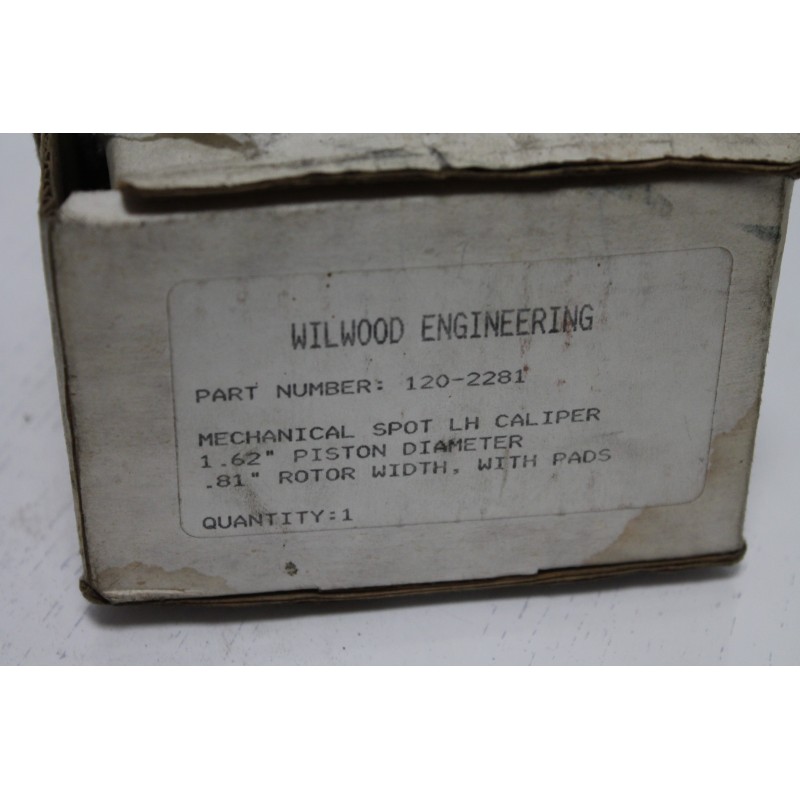 WILWOOD ENGINEERING
PART NUMBER: 120-2281
MECHANICAL SPOT LH CALIPER
1.62" PISTON DIAMETER
.81" ROTOR WIDTH, WITH PADS
QUANTITY:1